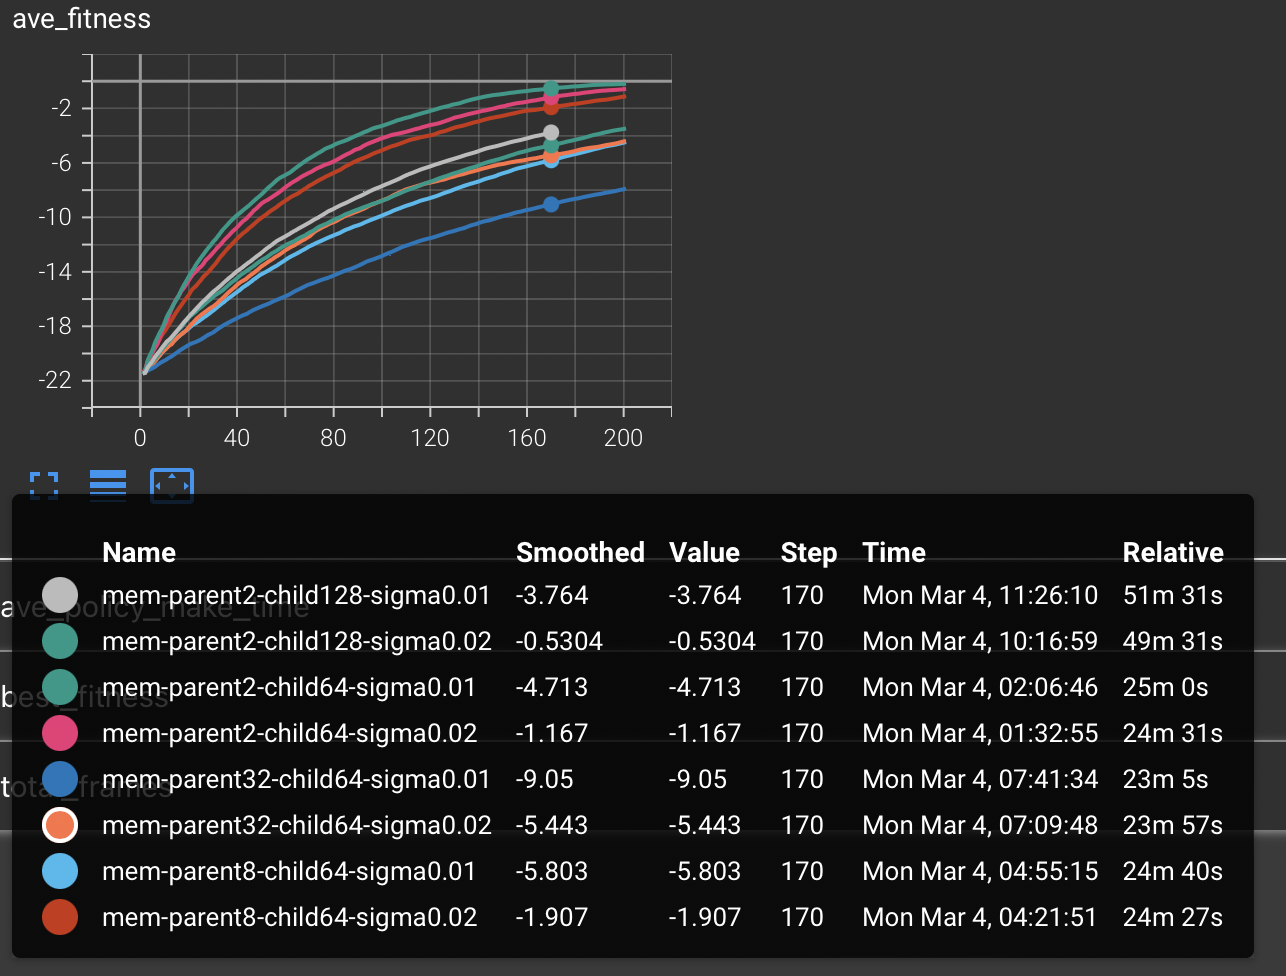 ave_fitness
-2
-6
-10
-14
-18
-22
0 40 80 120 160 200
Name Smoothed Value Step Time Relative
mem-parent2-child128-sigma0.01 -3.764 -3.764 170 Mon Mar 4, 11:26:10 51m 31s
ave_policy_make_time
mem-parent2-child128-sigma0.02 -0.5304 -0.5304 170 Mon Mar 4, 10:16:59 49m 31s
mem-parent2-child64-sigma0.01 -4.713 -4.713 170 Mon Mar 4, 02:06:46 25m 0s
best_fitness
mem-parent2-child64-sigma0.02 -1.167 -1.167 170 Mon Mar 4, 01:32:55 24m 31s
mem-parent32-child64-sigma0.01 -9.05 -9.05 170 Mon Mar 4, 07:41:34 23m 5s
total_frames
mem-parent32-child64-sigma0.02 -5.443 -5.443 170 Mon Mar 4, 07:09:48 23m 57s
mem-parent8-child64-sigma0.01 -5.803 -5.803 170 Mon Mar 4, 04:55:15 24m 40s
mem-parent8-child64-sigma0.02 -1.907 -1.907 170 Mon Mar 4, 04:21:51 24m 27s